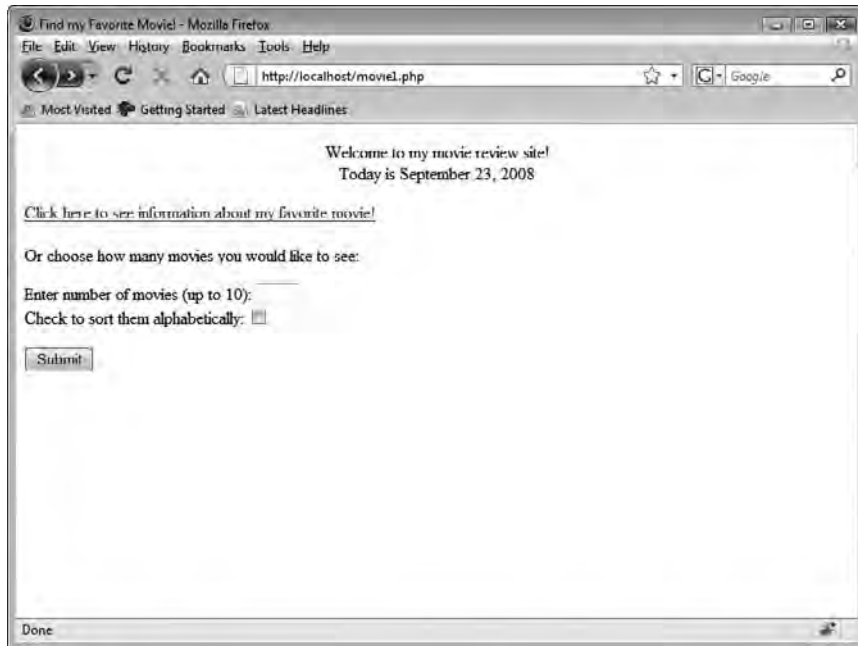 Find my Favorite Movie! - Mozilla Firefox
File Edit View History Bookmarks Tools Help
http://localhost/movie1.php
Google
Most Visited Getting Started Latest Headlines
Welcome to my movie review site!
Today is September 23, 2008
Click here to see information about my favorite movie!
Or choose how many movies you would like to see:
Enter number of movies (up to 10):
Check to sort them alphabetically:
Submit
Done